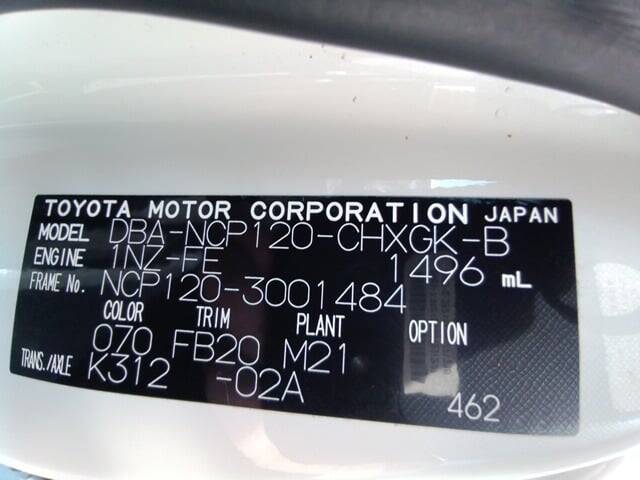 TOYOTA MOTOR CORPORATION JAPAN
MODEL DBA-NCP120-CHXGK-B
ENGINE 1NZ-FE 1496 mL
FRAME No. NCP120-3001484
COLOR TRIM PLANT OPTION
070 FB20 M21
TRANS./AXLE K312 -02A
462